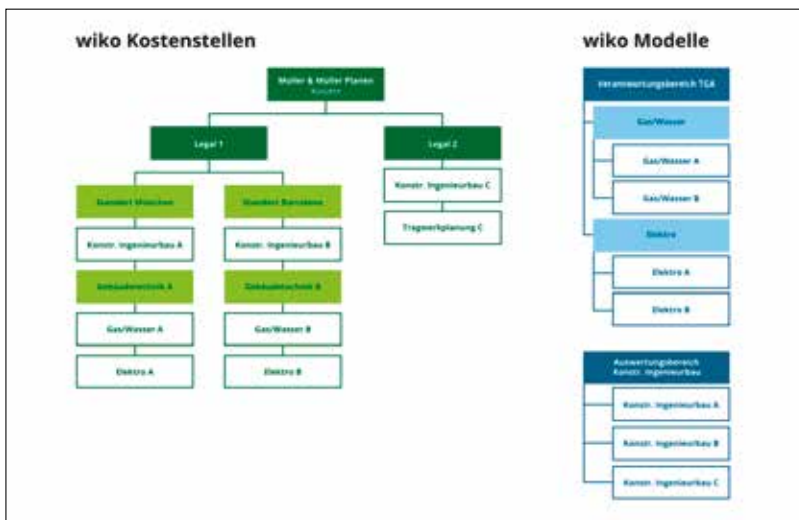 wiko Kostenstellen
Müller & Müller Planen
Konzern
Legal 1
Legal 2
Standort München
Standort Barcelona
Konstr. Ingenieurbau C
Konstr. Ingenieurbau A
Konstr. Ingenieurbau B
Tragwerkplanung C
Gebäudetechnik A
Gebäudetechnik B
Gas/Wasser A
Gas/Wasser B
Elektro A
Elektro B
wiko Modelle
Verantwortungsbereich TGA
Gas/Wasser
Gas/Wasser A
Gas/Wasser B
Elektro
Elektro A
Elektro B
Auswertungsbereich
Konstr. Ingenieurbau
Konstr. Ingenieurbau A
Konstr. Ingenieurbau B
Konstr. Ingenieurbau C